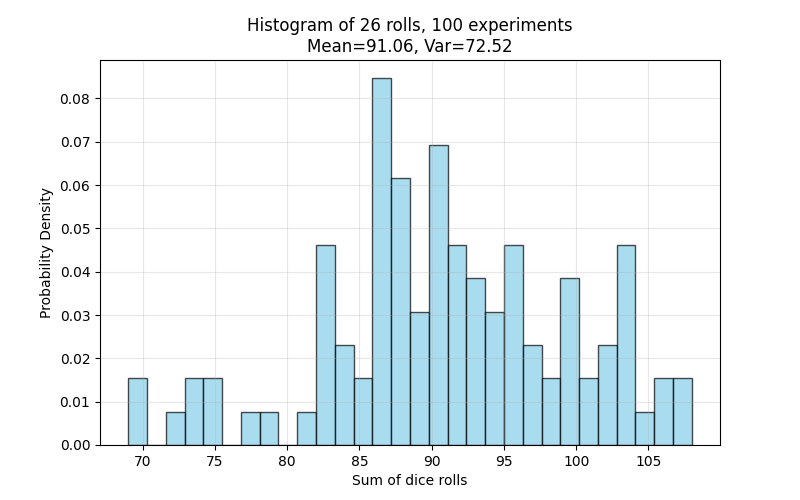 Histogram of 26 rolls, 100 experiments
Mean=91.06, Var=72.52
0.08
0.07
0.06
0.05
0.04
0.03
0.02
0.01
0.00
Probability Density
70 75 80 85 90 95 100 105
Sum of dice rolls